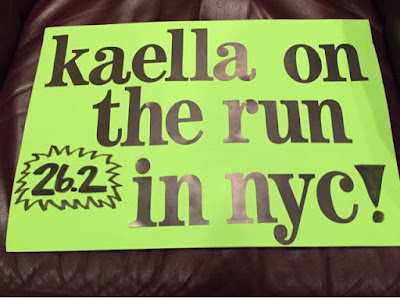 kaella on
the run
26.2
in nyc!